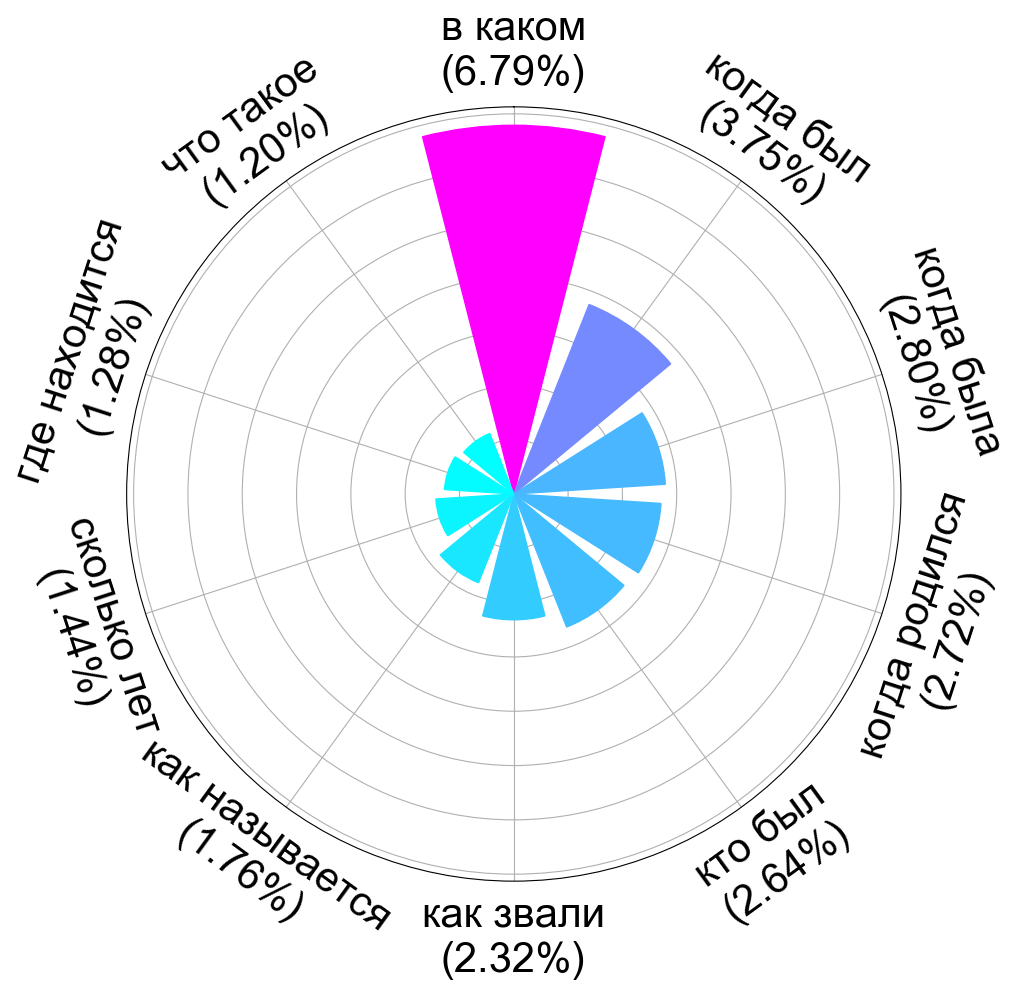 в каком
(6.79%)
когда был
(3.75%)
когда была
(2.80%)
когда родился
(2.72%)
кто был
(2.64%)
как звали
(2.32%)
как называется
(1.76%)
сколько лет
(1.44%)
где находится
(1.28%)
что такое
(1.20%)